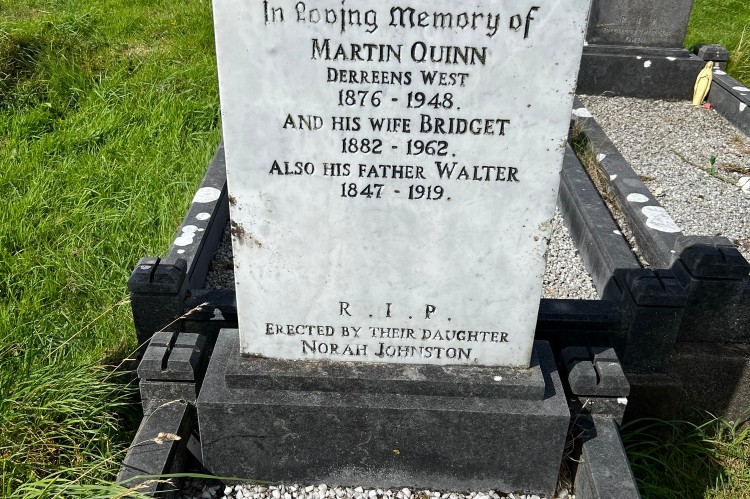 In Loving Memory of
MARTIN QUINN
DERREENS WEST
1876 - 1948.
AND HIS WIFE BRIDGET
1882 - 1962.
ALSO HIS FATHER WALTER
1847 - 1919.
R . I . P.
ERECTED BY THEIR DAUGHTER
NORAH JOHNSTON.